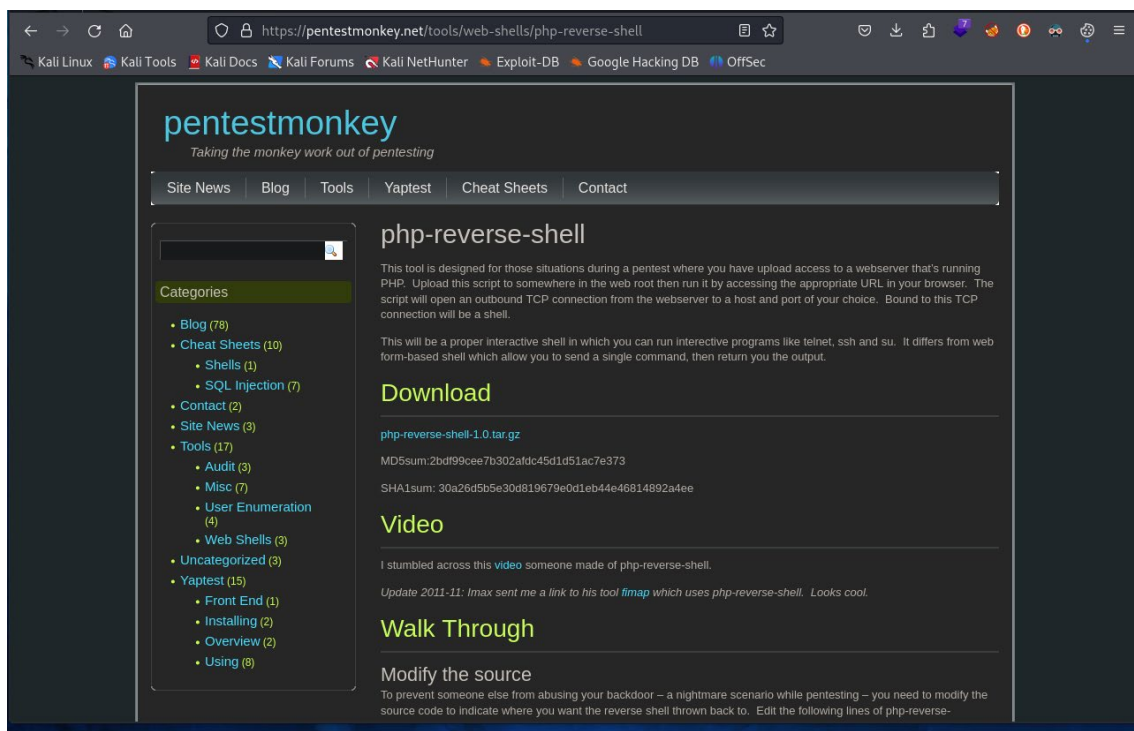 https://pentestmonkey.net/tools/web-shells/php-reverse-shell
7
Kali Linux Kali Tools Kali Docs Kali Forums Kali NetHunter Exploit-DB Google Hacking DB OffSec
pentestmonkey
Taking the monkey work out of pentesting
Site News Blog Tools Yaptest Cheat Sheets Contact
Categories
Blog (78)
Cheat Sheets (10)
Shells (1)
SQL Injection (7)
Contact (2)
Site News (3)
Tools (17)
Audit (3)
Misc (7)
User Enumeration
(4)
Web Shells (3)
Uncategorized (3)
Yaptest (15)
Front End (1)
Installing (2)
Overview (2)
Using (8)
php-reverse-shell
This tool is designed for those situations during a pentest where you have upload access to a webserver that's running
PHP. Upload this script to somewhere in the web root then run it by accessing the appropriate URL in your browser. The
script will open an outbound TCP connection from the webserver to a host and port of your choice. Bound to this TCP
connection will be a shell.
This will be a proper interactive shell in which you can run interective programs like telnet, ssh and su. It differs from web
form-based shell which allow you to send a single command, then return you the output.
Download
php-reverse-shell-1.0.tar.gz
MD5sum:2bdf99cee7b302afdc45d1d51ac7e373
SHA1sum: 30a26d5b5e30d819679e0d1eb44e46814892a4ee
Video
I stumbled across this video someone made of php-reverse-shell.
Update 2011-11: Imax sent me a link to his tool fimap which uses php-reverse-shell. Looks cool.
Walk Through
Modify the source
To prevent someone else from abusing your backdoor – a nightmare scenario while pentesting – you need to modify the
source code to indicate where you want the reverse shell thrown back to. Edit the following lines of php-reverse-